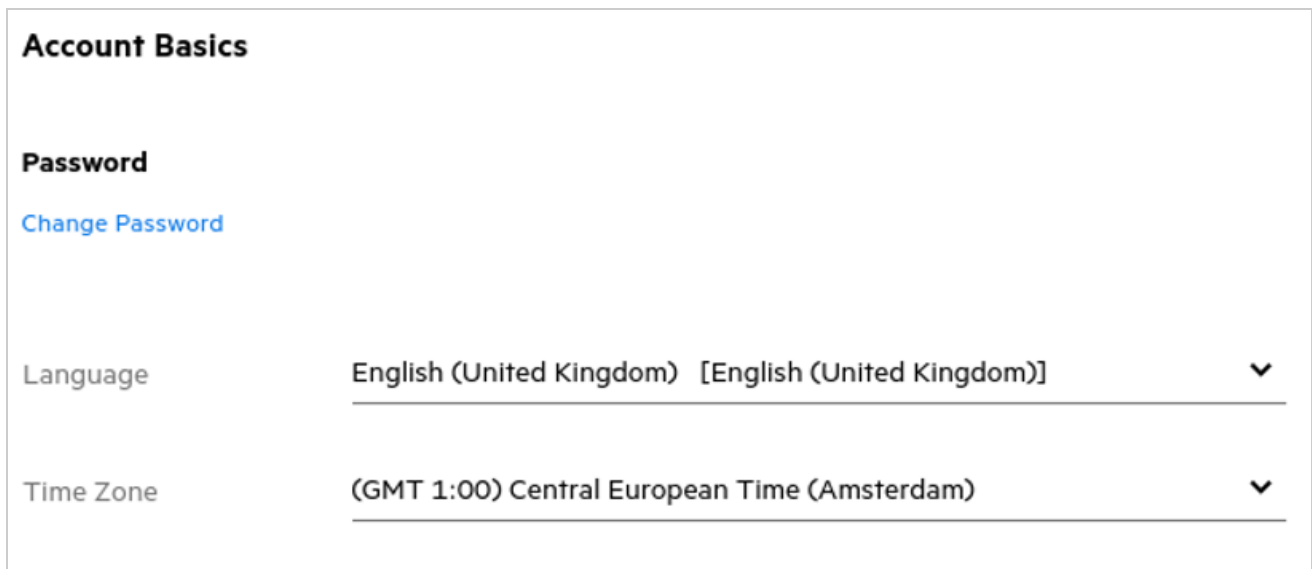 Account Basics
Password
Change Password
Language English (United Kingdom) [English (United Kingdom)]
Time Zone (GMT 1:00) Central European Time (Amsterdam)